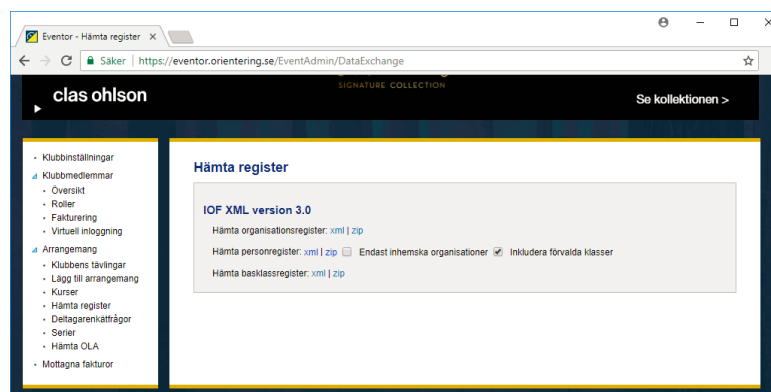 Eventor - Hämta register
Säker | https://eventor.orientering.se/EventAdmin/DataExchange
SIGNATURE COLLECTION
clas ohlson
Se kollektionen >
Klubbinställningar
Klubbmedlemmar
Översikt
Roller
Fakturering
Virtuell inloggning
Arrangemang
Klubbens tävlingar
Lägg till arrangemang
Kurser
Hämta register
Deltagarenkätfrågor
Serier
Hämta OLA
Mottagna fakturor
Hämta register
IOF XML version 3.0
Hämta organisationsregister: xml | zip
Hämta personregister: xml | zip Endast inhemska organisationer Inkludera förvalda klasser
Hämta basklassregister: xml | zip